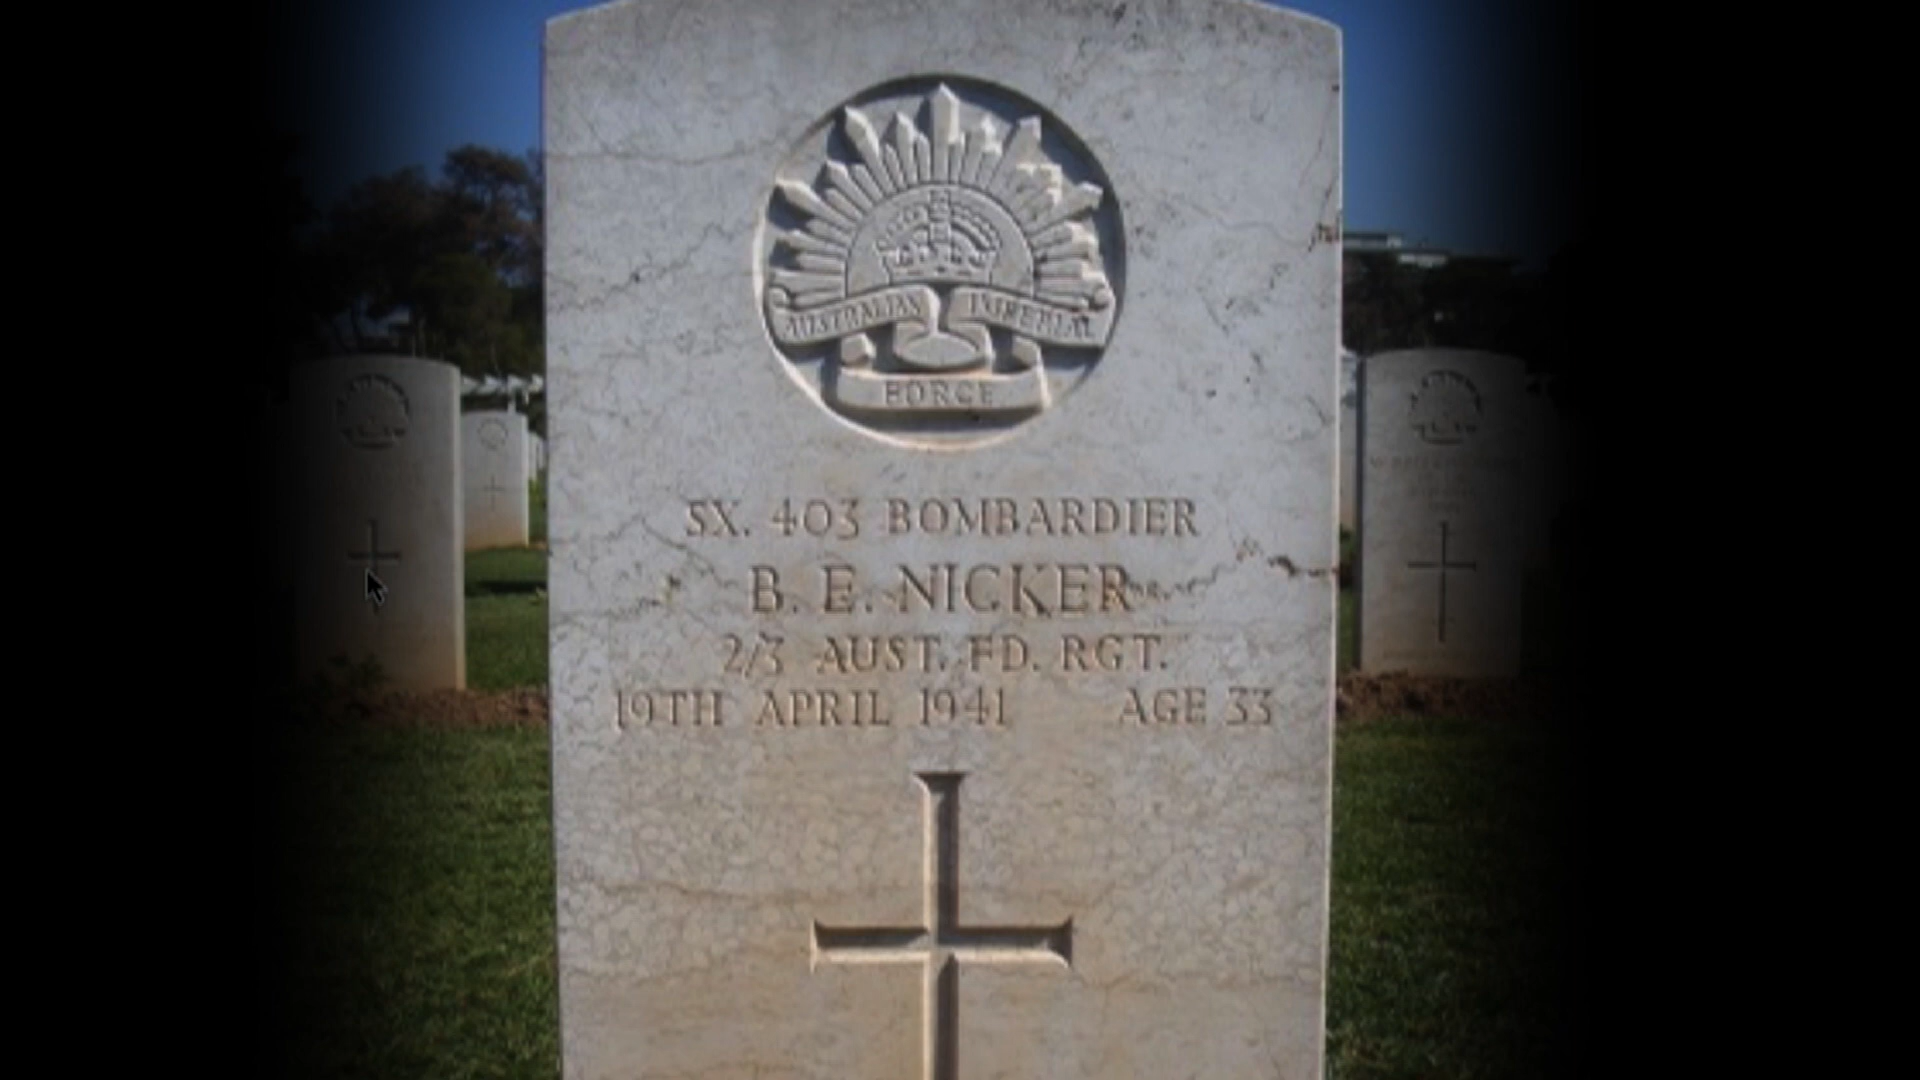 AUSTRALIAN IMPERIAL
FORCE
SX. 403 BOMBARDIER
B. E. NICKER
2/3 AUST. FD. RGT.
19TH APRIL 1941 AGE 33